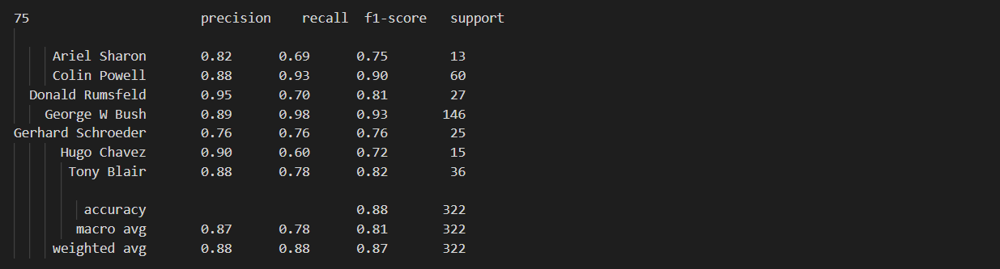 75 precision recall f1-score support
Ariel Sharon 0.82 0.69 0.75 13
Colin Powell 0.88 0.93 0.90 60
Donald Rumsfeld 0.95 0.70 0.81 27
George W Bush 0.89 0.98 0.93 146
Gerhard Schroeder 0.76 0.76 0.76 25
Hugo Chavez 0.90 0.60 0.72 15
Tony Blair 0.88 0.78 0.82 36
accuracy 0.88 322
macro avg 0.87 0.78 0.81 322
weighted avg 0.88 0.88 0.87 322